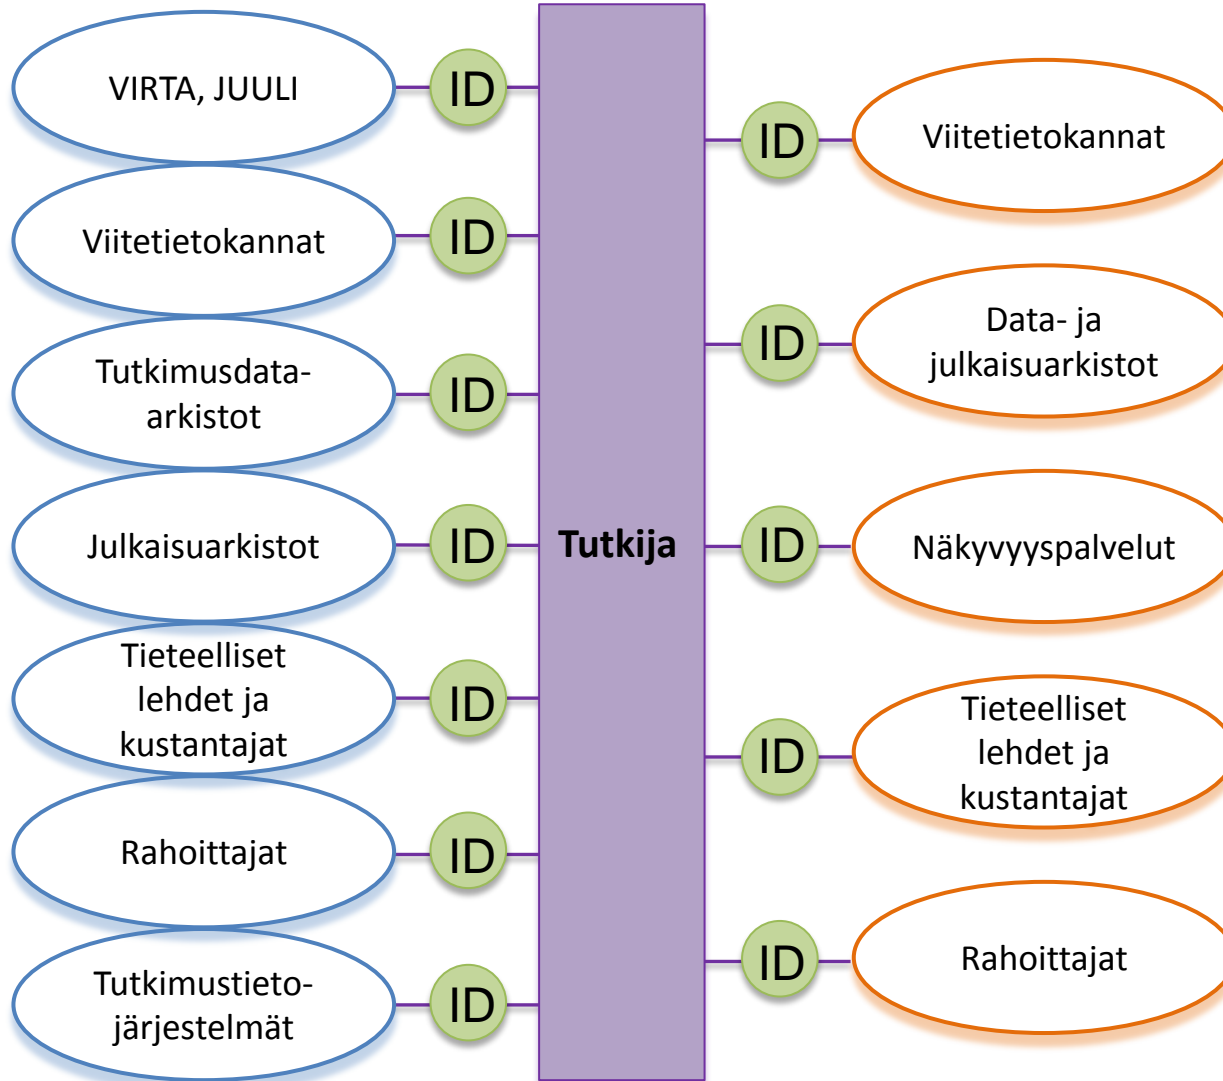 VIRTA, JUULI
ID
Viitetietokannat
ID
Tutkimusdata-
arkistot
ID
Julkaisuarkistot
ID
Tieteelliset
lehdet ja
kustantajat
ID
Rahoittajat
ID
Tutkimustieto-
järjestelmät
ID
Tutkija
ID
Viitetietokannat
ID
Data- ja
julkaisuarkistot
ID
Näkyvyyspalvelut
ID
Tieteelliset
lehdet ja
kustantajat
ID
Rahoittajat